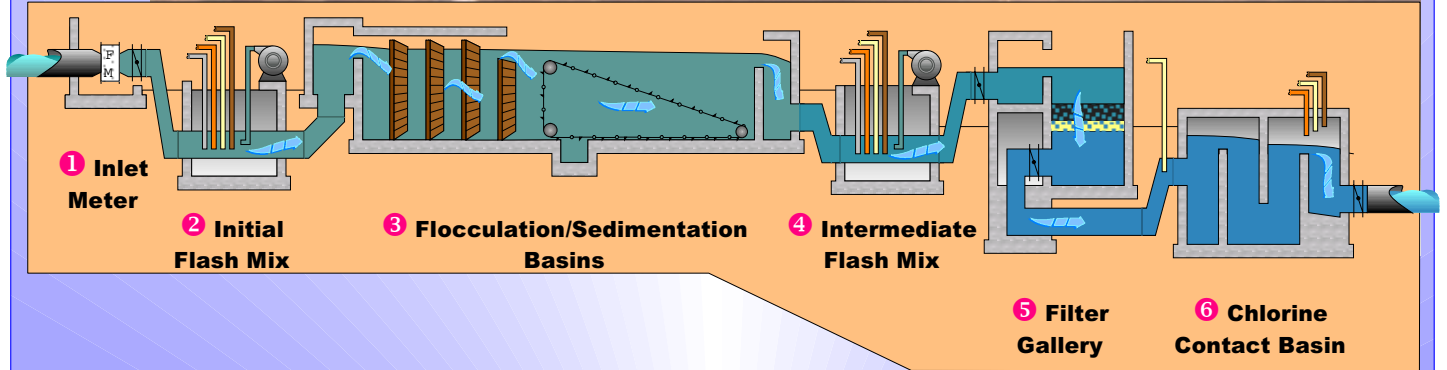 F
M
❶ Inlet
Meter
❷ Initial
Flash Mix
❸ Flocculation/Sedimentation
Basins
❹ Intermediate
Flash Mix
❺ Filter
Gallery
❻ Chlorine
Contact Basin